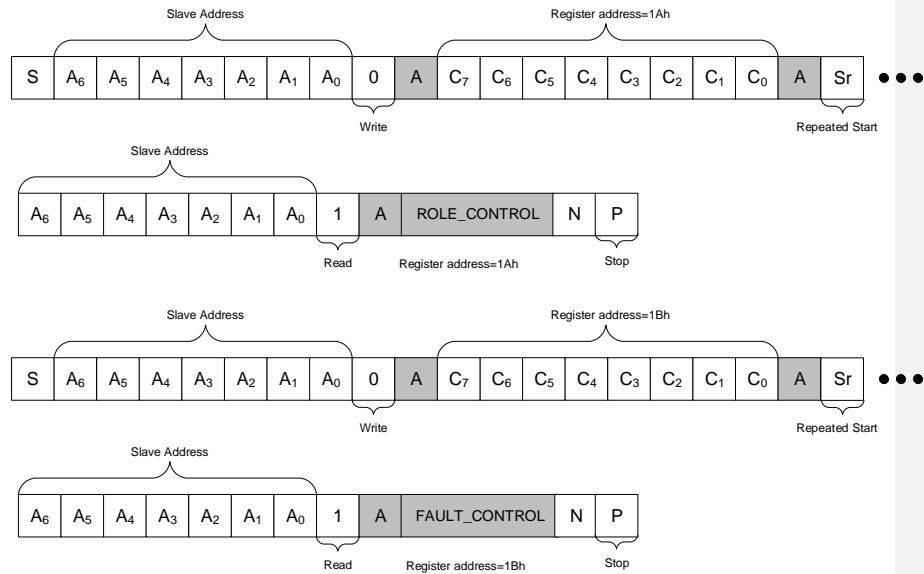 Slave Address Register address=1Ah
S A₆ A₅ A₄ A₃ A₂ A₁ A₀ 0 A C₇ C₆ C₅ C₄ C₃ C₂ C₁ C₀ A Sr •••
Write Repeated Start
Slave Address
A₆ A₅ A₄ A₃ A₂ A₁ A₀ 1 A ROLE_CONTROL N P
Read Register address=1Ah Stop
Slave Address Register address=1Bh
S A₆ A₅ A₄ A₃ A₂ A₁ A₀ 0 A C₇ C₆ C₅ C₄ C₃ C₂ C₁ C₀ A Sr •••
Write Repeated Start
Slave Address
A₆ A₅ A₄ A₃ A₂ A₁ A₀ 1 A FAULT_CONTROL N P
Read Register address=1Bh Stop